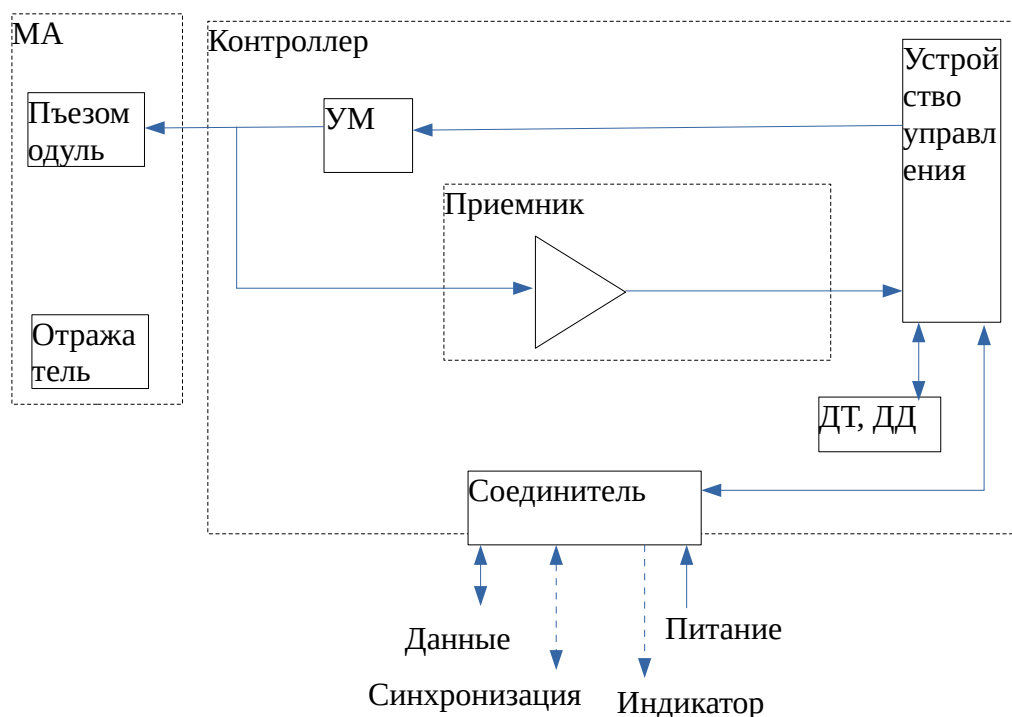 МА
Контроллер
Устрой
ство
управл
ения
Пъезом
одуль
УМ
Приемник
Отража
тель
ДТ, ДД
Соединитель
Данные
Питание
Синхронизация
Индикатор